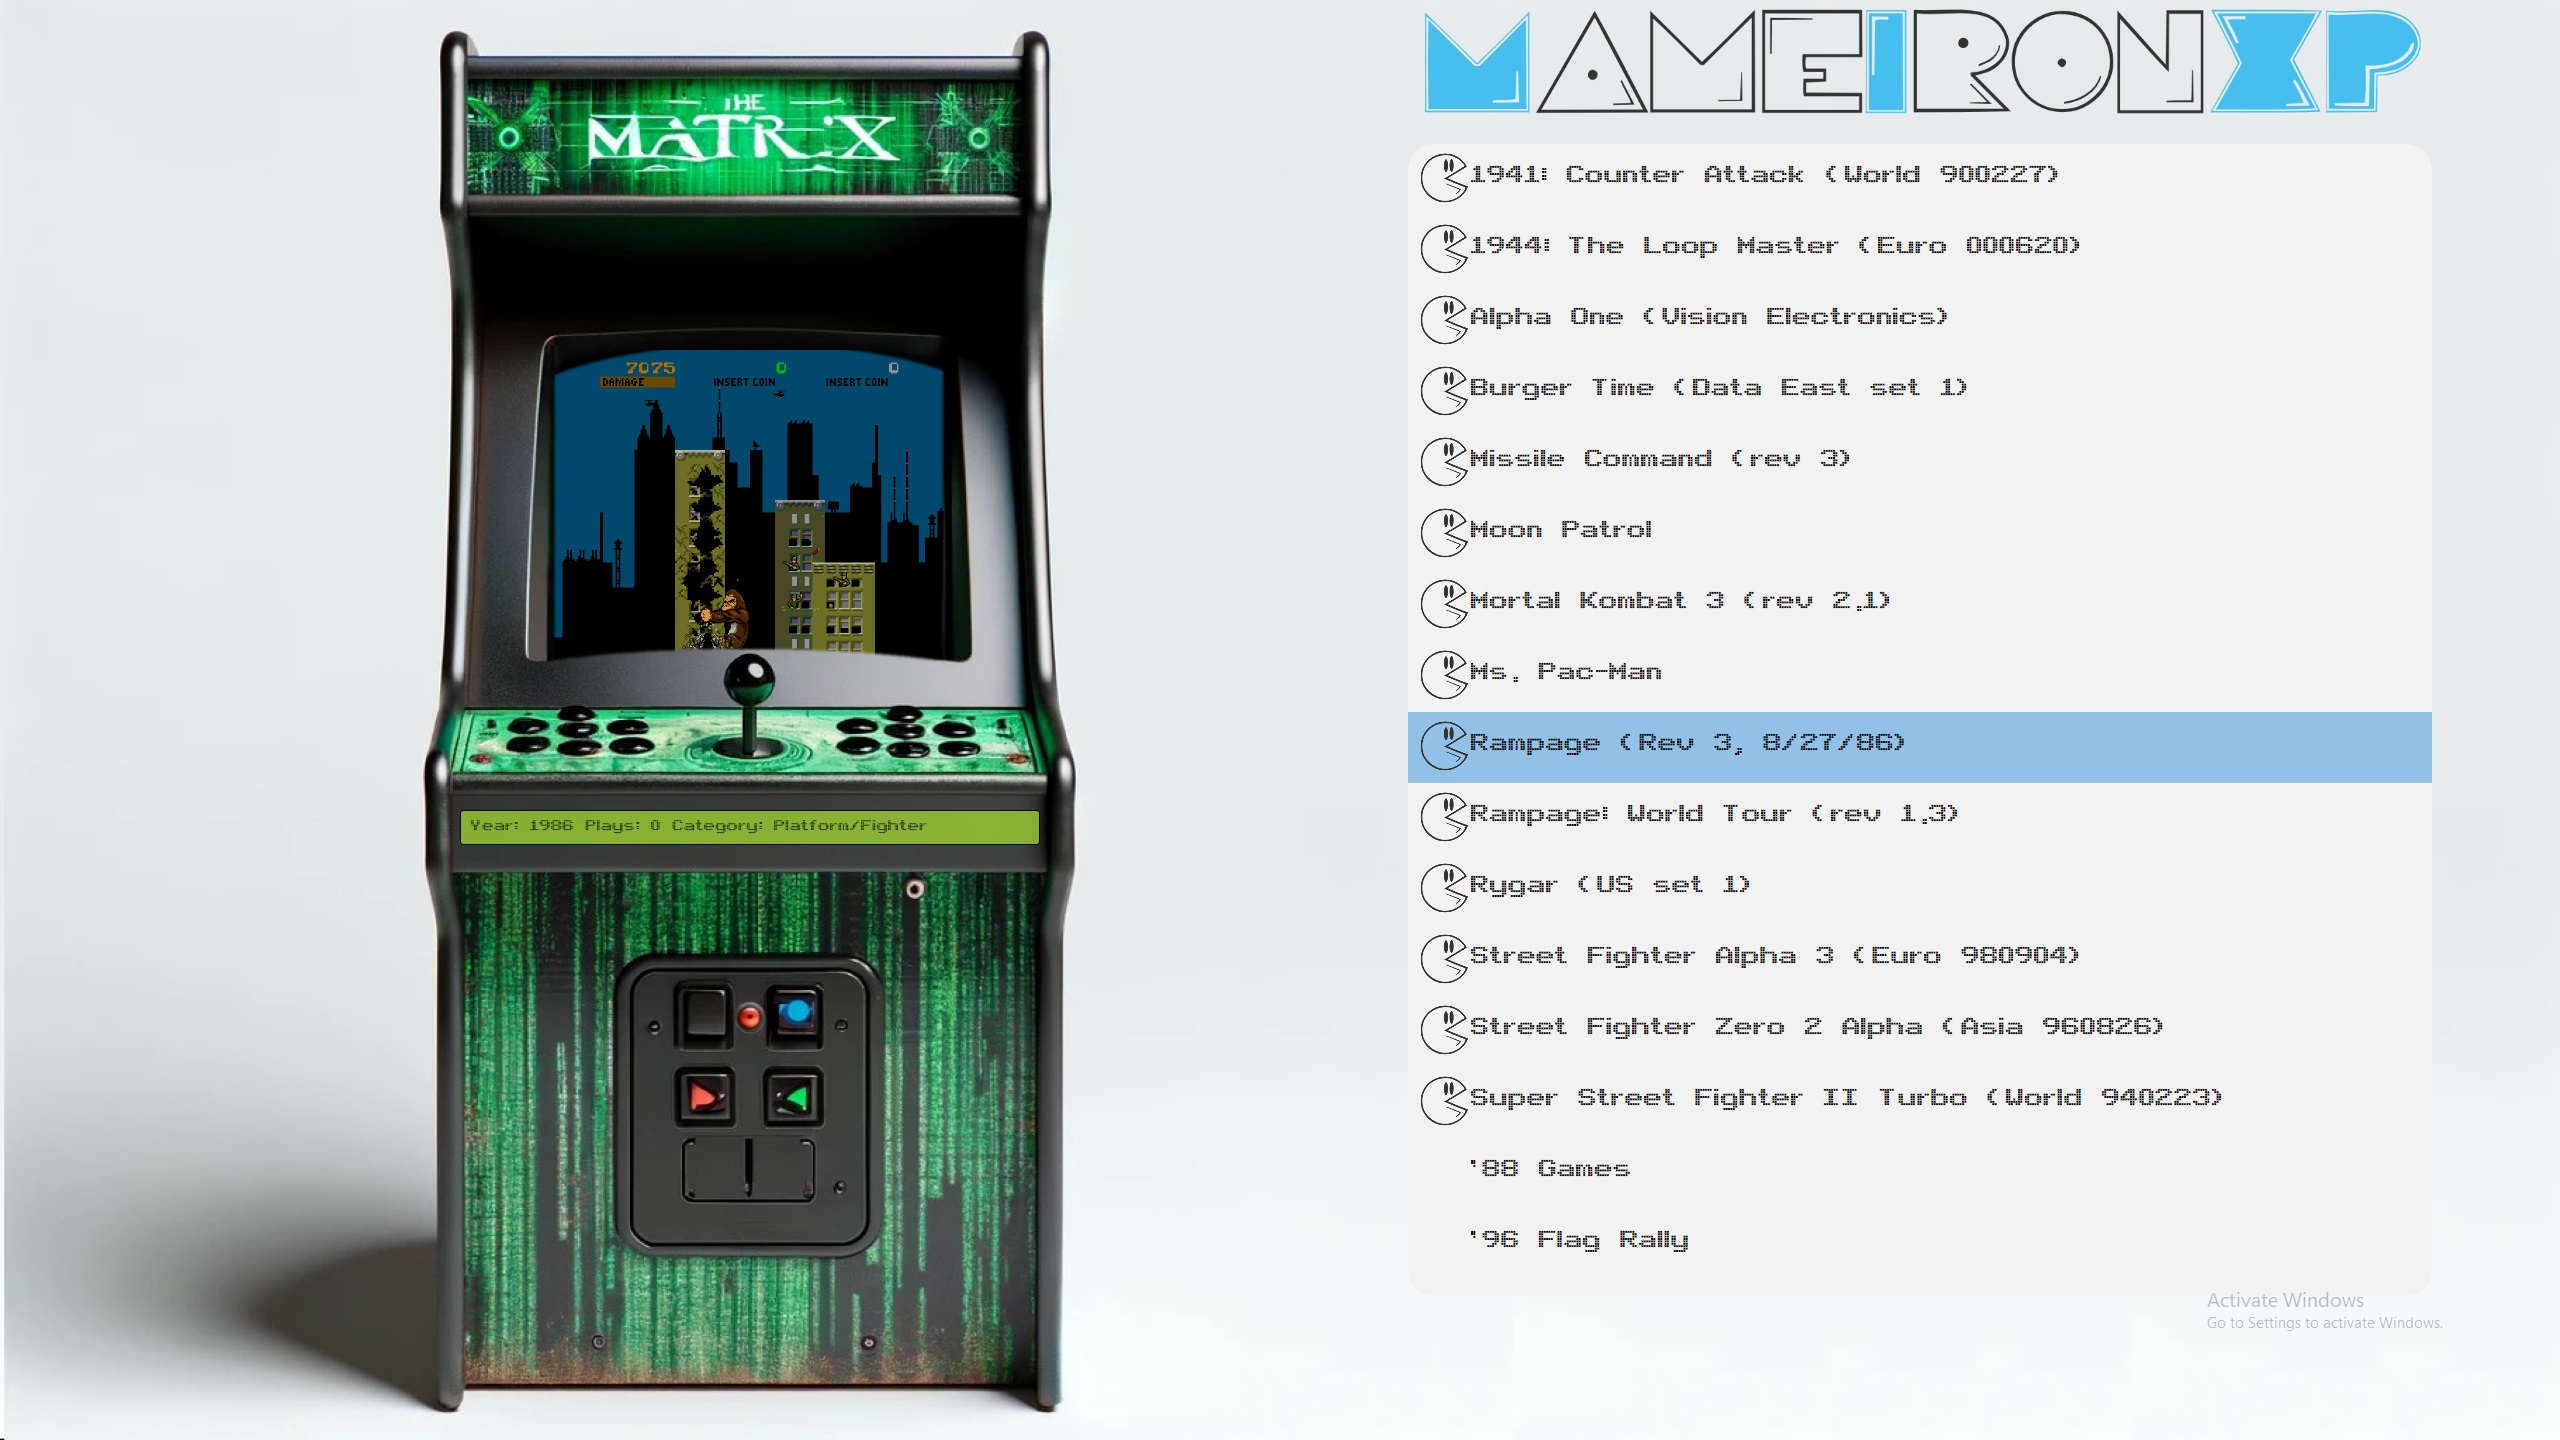 MAMEIRONXP
THE
MATRIX
7075 0 0
DAMAGE INSERT COIN INSERT COIN
Year: 1986 Plays: 0 Category: Platform/Fighter
1941: Counter Attack (World 900227)
1944: The Loop Master (Euro 000620)
Alpha One (Vision Electronics)
Burger Time (Data East set 1)
Missile Command (rev 3)
Moon Patrol
Mortal Kombat 3 (rev 2.1)
Ms. Pac-Man
Rampage (Rev 3, 8/27/86)
Rampage: World Tour (rev 1.3)
Rygar (US set 1)
Street Fighter Alpha 3 (Euro 980904)
Street Fighter Zero 2 Alpha (Asia 960826)
Super Street Fighter II Turbo (World 940223)
'88 Games
'96 Flag Rally
Activate Windows
Go to Settings to activate Windows.